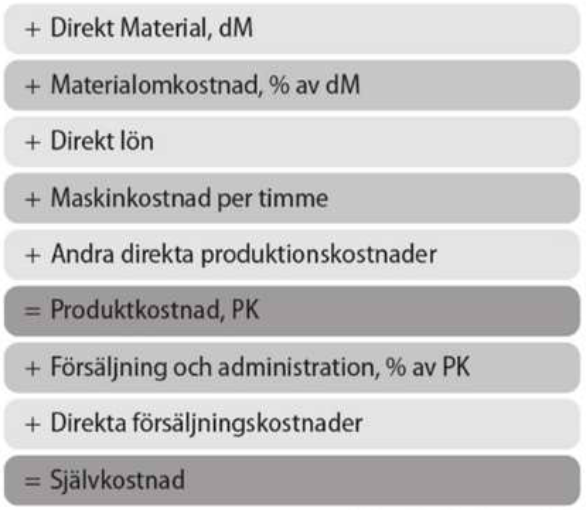 + Direkt Material, dM
+ Materialomkostnad, % av dM
+ Direkt lön
+ Maskinkostnad per timme
+ Andra direkta produktionskostnader
= Produktkostnad, PK
+ Försäljning och administration, % av PK
+ Direkta försäljningskostnader
= Självkostnad